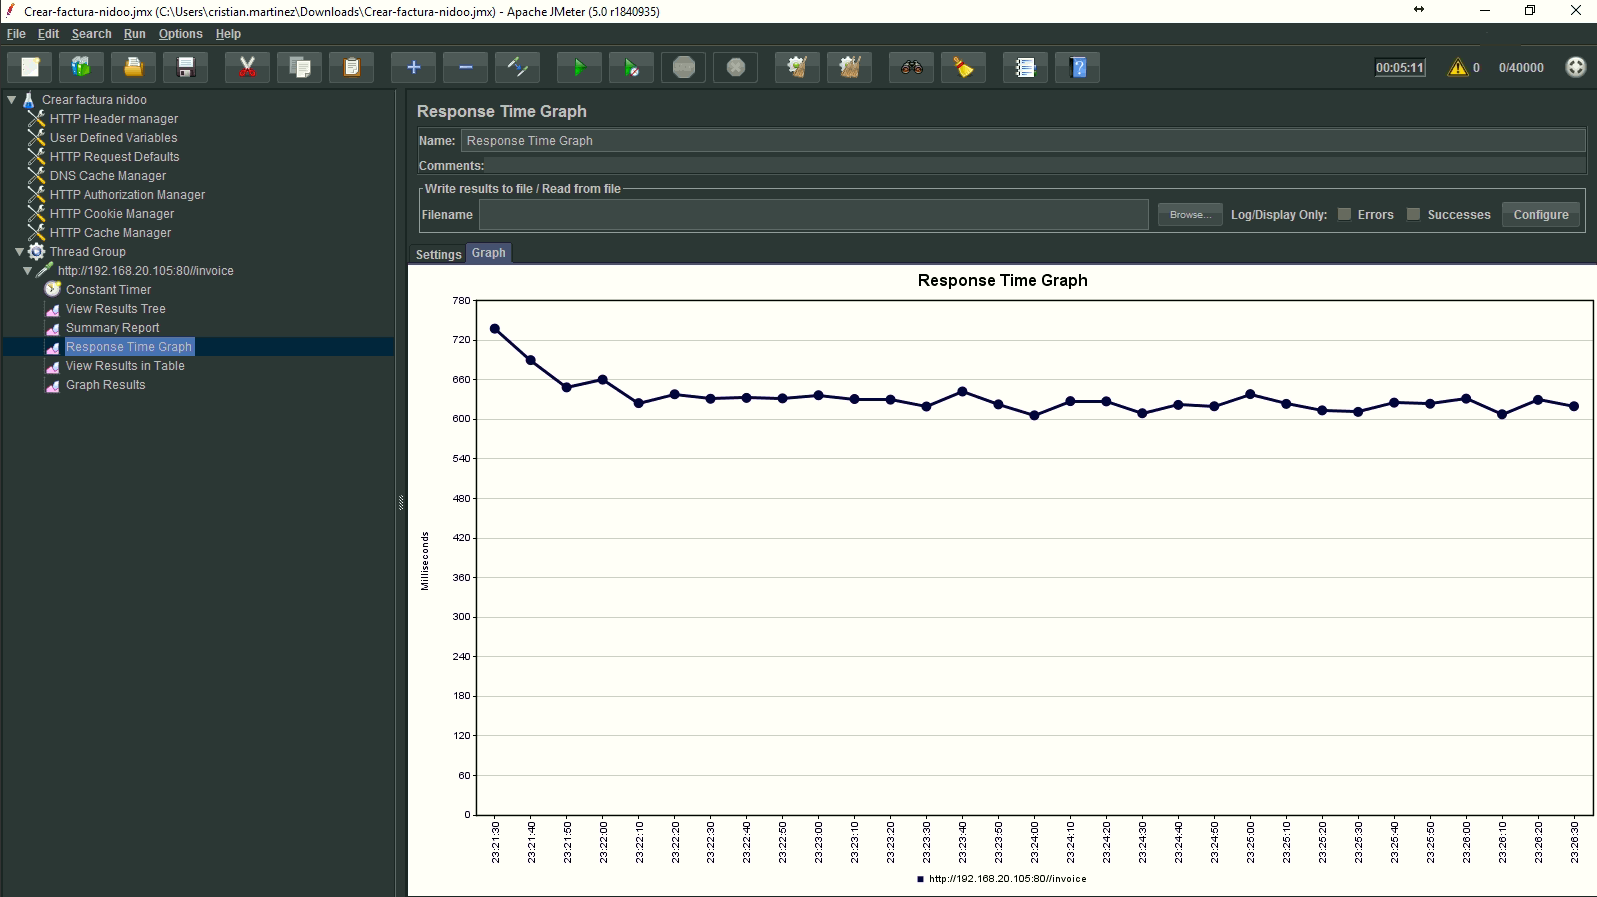 Crear-factura-nidoo.jmx (C:\Users\cristian.martinez\Downloads\Crear-factura-nidoo.jmx) - Apache JMeter (5.0 r1840935)
File Edit Search Run Options Help
00:05:11 0 0/40000
Crear factura nidoo
HTTP Header manager
User Defined Variables
HTTP Request Defaults
DNS Cache Manager
HTTP Authorization Manager
HTTP Cookie Manager
HTTP Cache Manager
Thread Group
http://192.168.20.105:80//invoice
Constant Timer
View Results Tree
Summary Report
Response Time Graph
View Results in Table
Graph Results
Response Time Graph
Name: Response Time Graph
Comments:
Write results to file / Read from file
Filename Browse... Log/Display Only: Errors Successes Configure
Settings Graph
Response Time Graph
780
720
660
600
540
480
420
360
300
240
180
120
60
0
Milliseconds
23:21:30
23:21:40
23:21:50
23:22:00
23:22:10
23:22:20
23:22:30
23:22:40
23:22:50
23:23:00
23:23:10
23:23:20
23:23:30
23:23:40
23:23:50
23:24:00
23:24:10
23:24:20
23:24:30
23:24:40
23:24:50
23:25:00
23:25:10
23:25:20
23:25:30
23:25:40
23:25:50
23:26:00
23:26:10
23:26:20
23:26:30
http://192.168.20.105:80//invoice